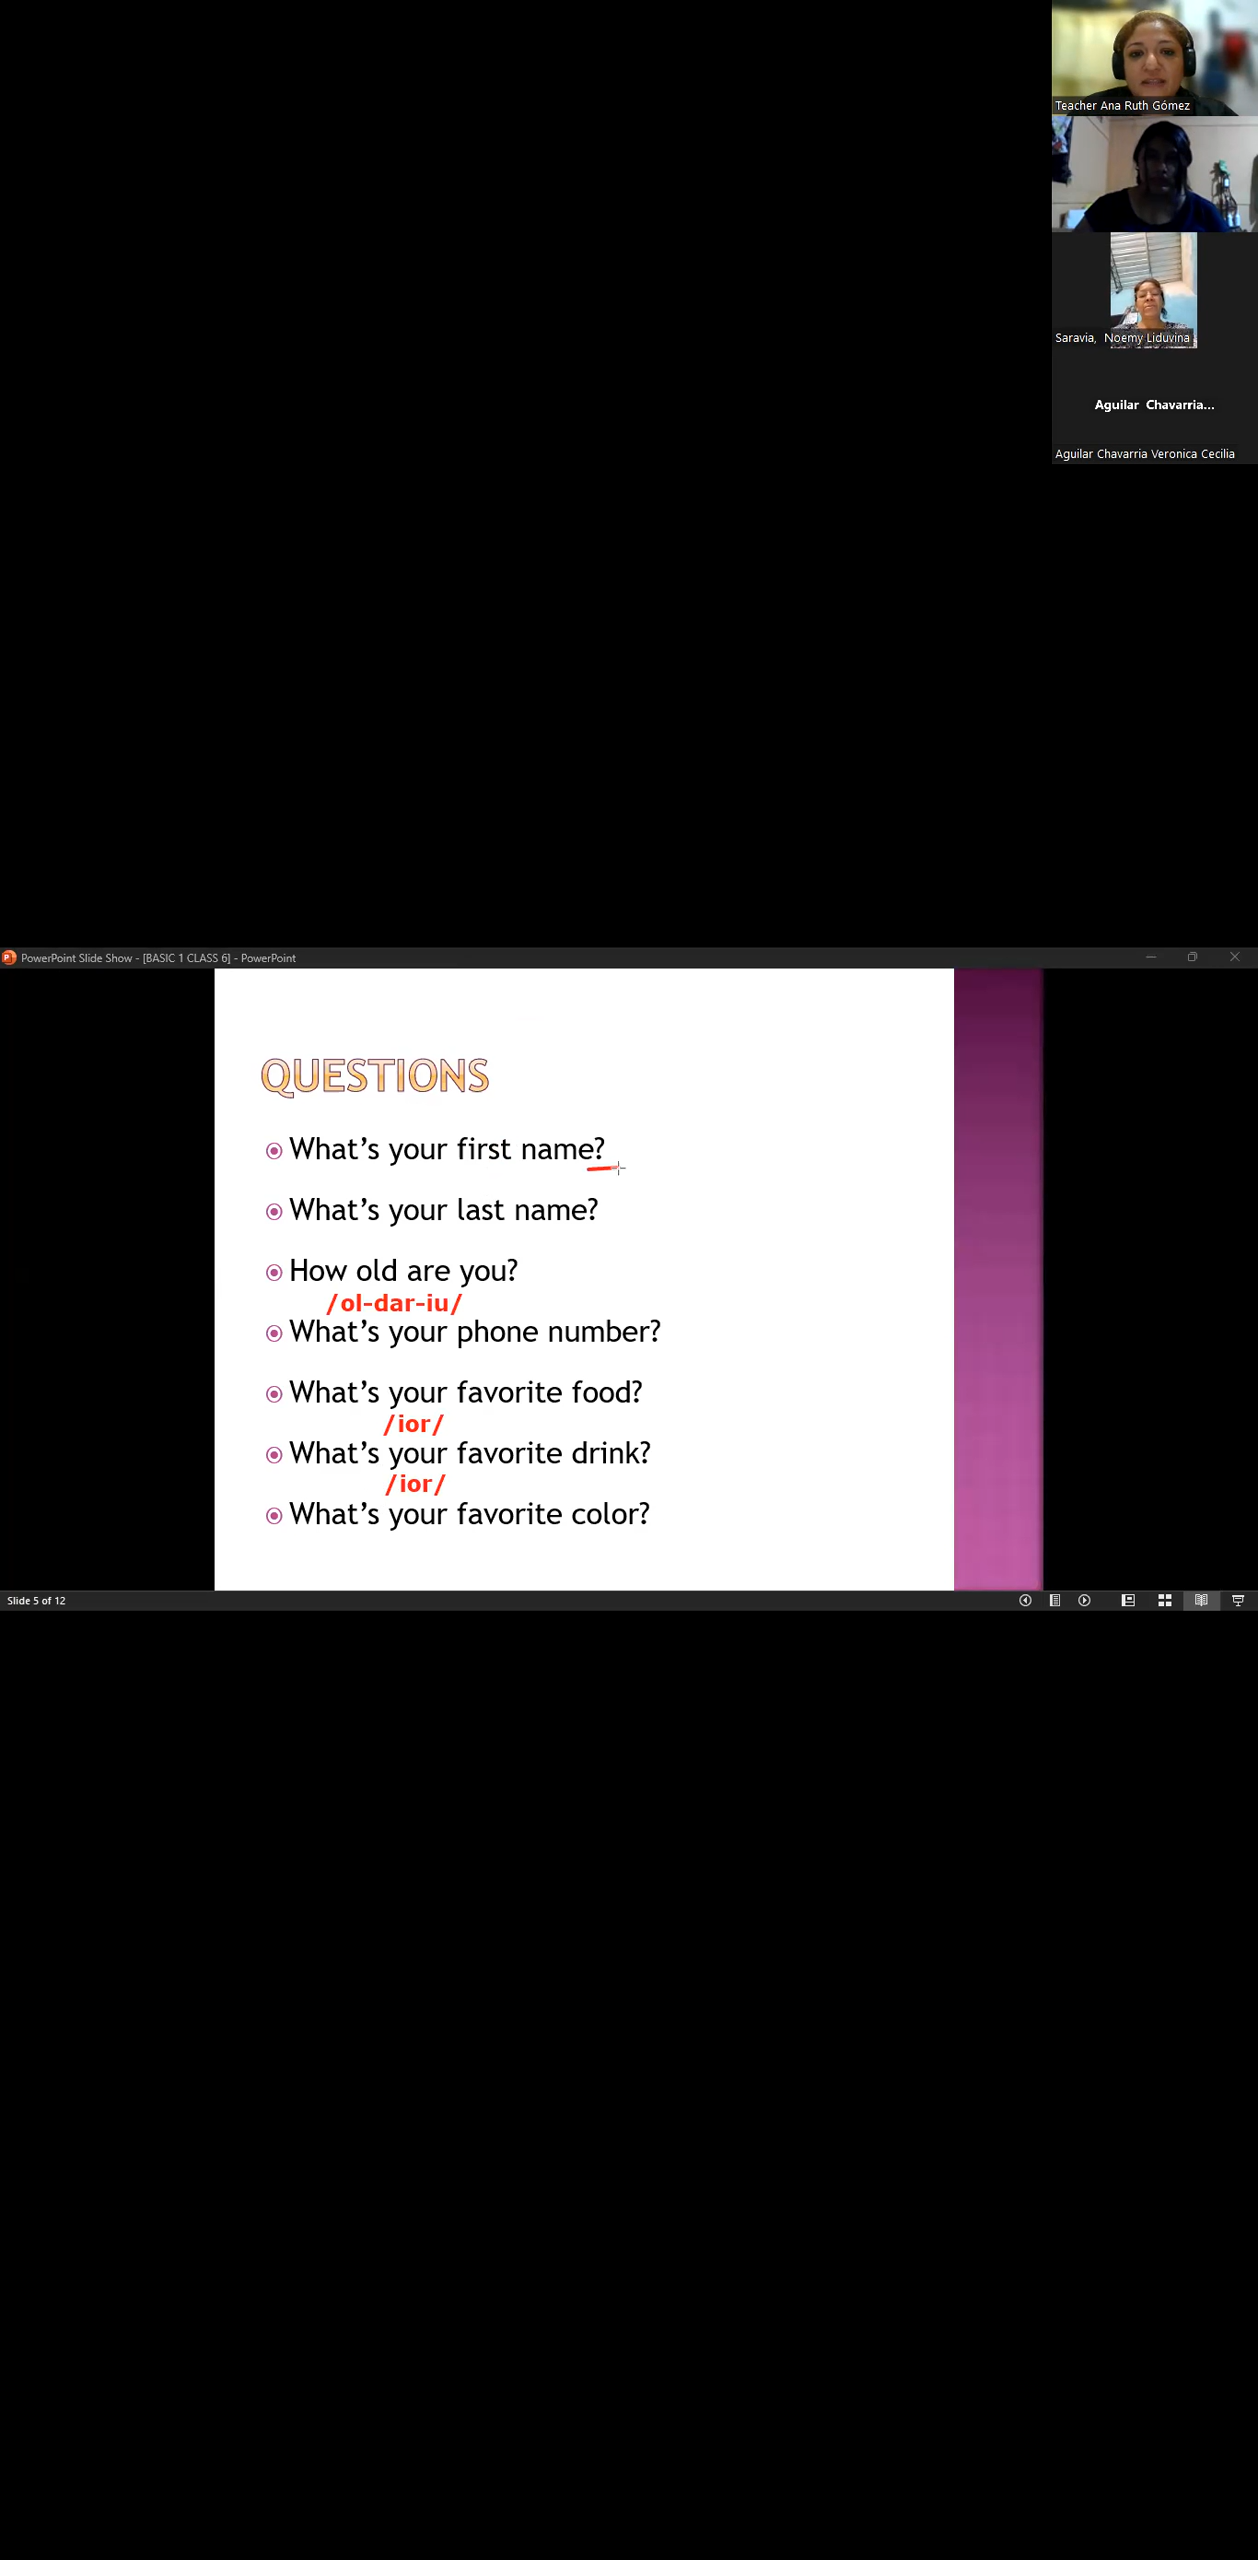 Teacher Ana Ruth Gómez
Saravia, Noemy Liduvina
Aguilar Chavarria...
Aguilar Chavarria Veronica Cecilia
PowerPoint Slide Show - [BASIC 1 CLASS 6] - PowerPoint
QUESTIONS
What’s your first name?
What’s your last name?
How old are you?
/ol-dar-iu/
What’s your phone number?
What’s your favorite food?
/ior/
What’s your favorite drink?
/ior/
What’s your favorite color?
Slide 5 of 12